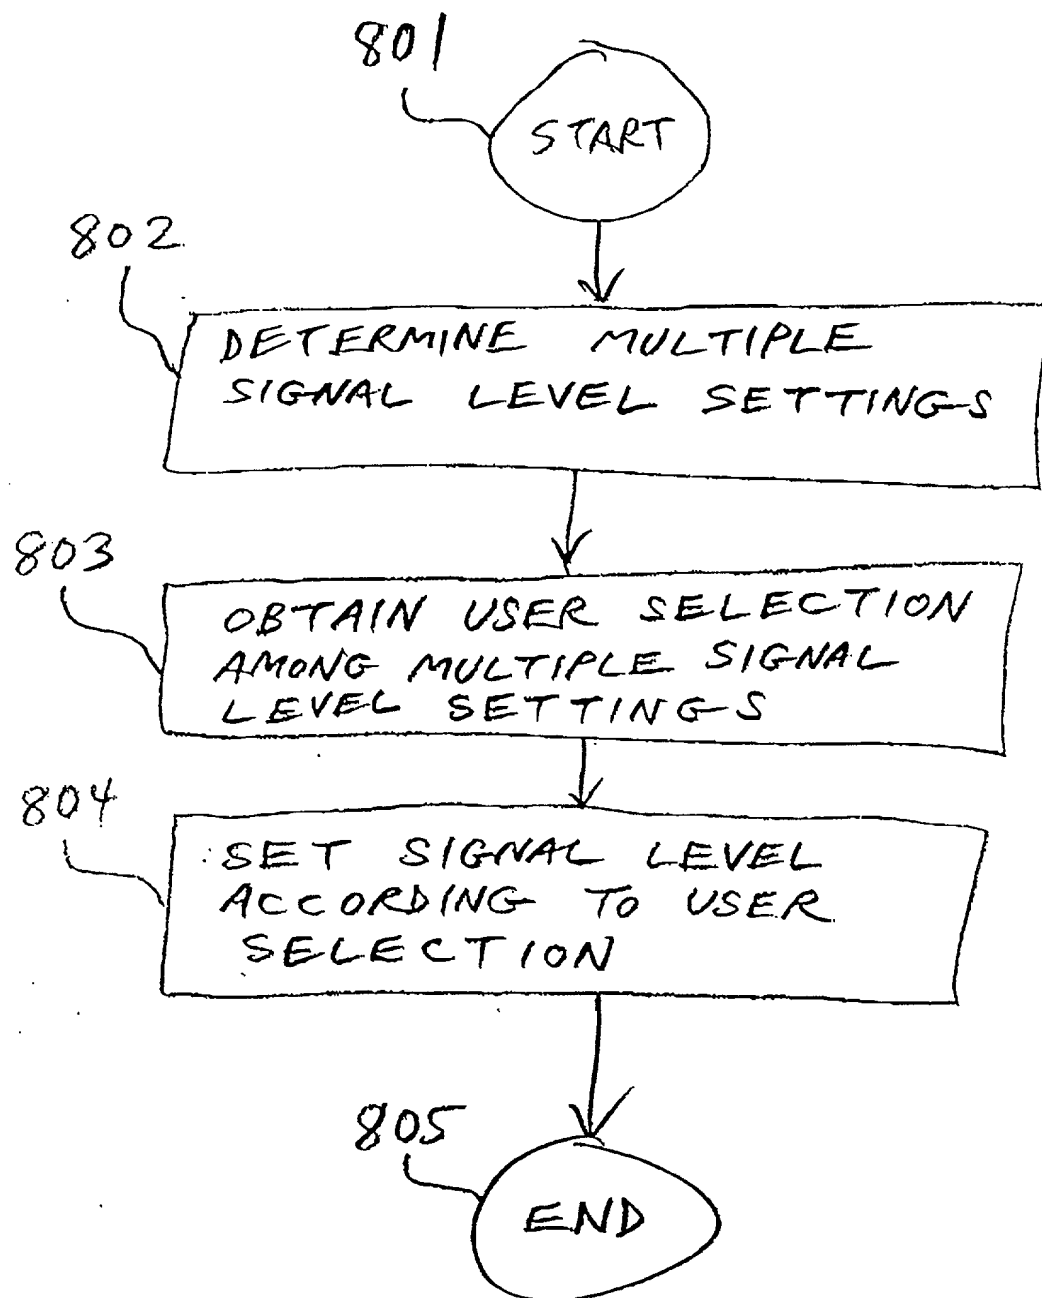 801
START
802
DETERMINE MULTIPLE
SIGNAL LEVEL SETTINGS
803
OBTAIN USER SELECTION
AMONG MULTIPLE SIGNAL
LEVEL SETTINGS
804
SET SIGNAL LEVEL
ACCORDING TO USER
SELECTION
805
END